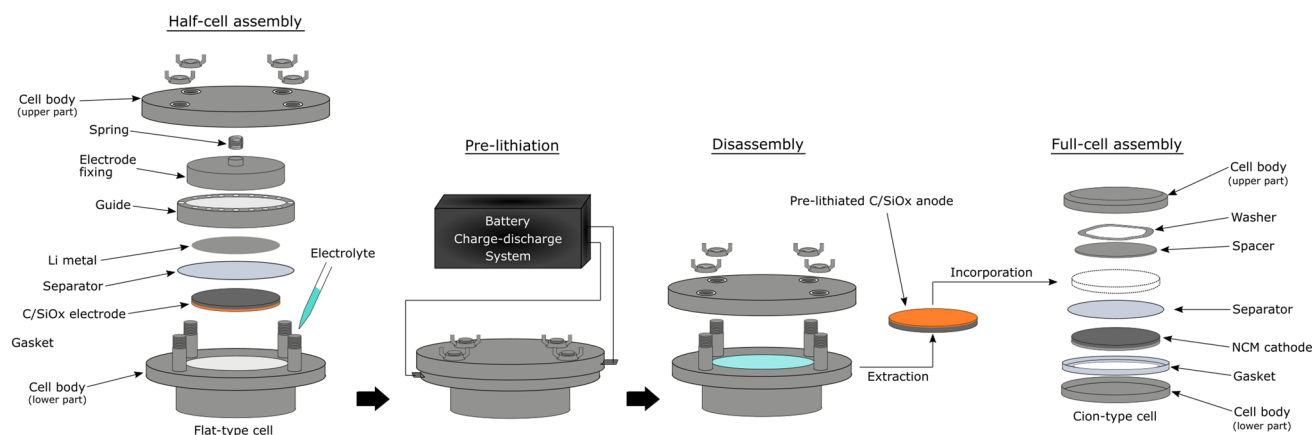 Half-cell assembly
Cell body
(upper part)
Spring
Electrode
fixing
Guide
Li metal
Electrolyte
Separator
C/SiOx electrode
Gasket
Cell body
(lower part)
Flat-type cell
Pre-lithiation
Battery
Charge-discharge
System
Disassembly
Pre-lithiated C/SiOx anode
Incorporation
Extraction
Full-cell assembly
Cell body
(upper part)
Washer
Spacer
Separator
NCM cathode
Gasket
Cell body
(lower part)
Cion-type cell